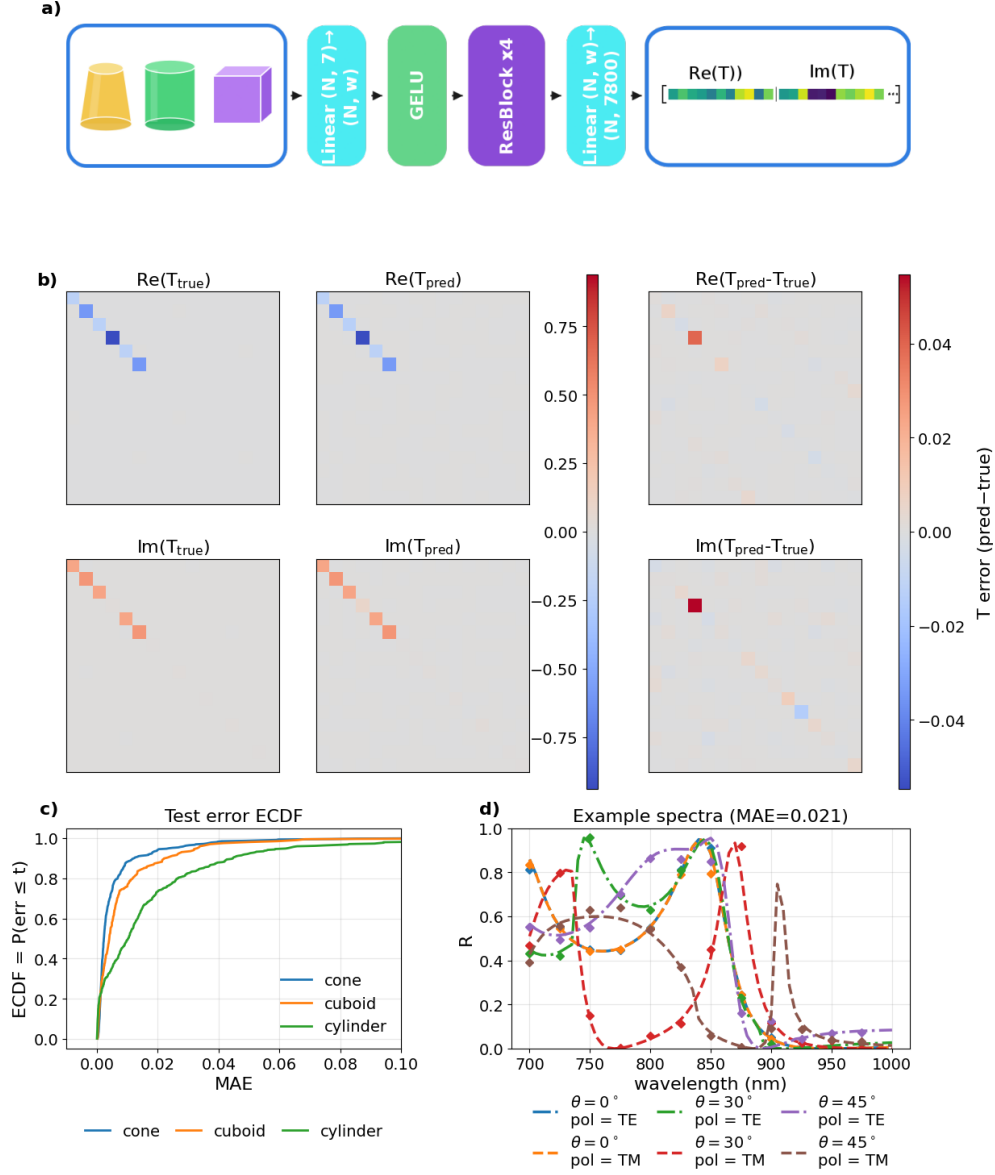 a)
Linear (N, 7)→
(N, w)
GELU
ResBlock x4
Linear (N, w)→
(N, 7800)
Re(T))
Im(T)
[ | ...]
b)
Re(T_true)
Re(T_pred)
Re(T_pred-T_true)
0.75
0.50
0.25
0.00
−0.25
−0.50
−0.75
0.04
0.02
0.00
−0.02
−0.04
T error (pred−true)
Im(T_true)
Im(T_pred)
Im(T_pred-T_true)
c)
Test error ECDF
ECDF = P(err ≤ t)
1.0
0.8
0.6
0.4
0.2
0.0
cone
cuboid
cylinder
0.00 0.02 0.04 0.06 0.08 0.10
MAE
cone cuboid cylinder
d)
Example spectra (MAE=0.021)
R
1.0
0.8
0.6
0.4
0.2
0.0
700 750 800 850 900 950 1000
wavelength (nm)
θ = 0°
pol = TE
θ = 30°
pol = TE
θ = 45°
pol = TE
θ = 0°
pol = TM
θ = 30°
pol = TM
θ = 45°
pol = TM